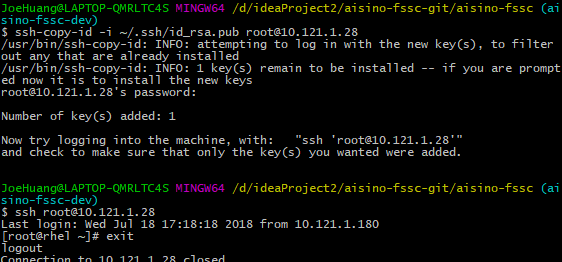 JoeHuang@LAPTOP-QMRLTC4S MINGW64 /d/ideaProject2/aisino-fssc-git/aisino-fssc (ai
sino-fssc-dev)
$ ssh-copy-id -i ~/.ssh/id_rsa.pub root@10.121.1.28
/usr/bin/ssh-copy-id: INFO: attempting to log in with the new key(s), to filter
out any that are already installed
/usr/bin/ssh-copy-id: INFO: 1 key(s) remain to be installed -- if you are prompt
ed now it is to install the new keys
root@10.121.1.28's password:
Number of key(s) added: 1
Now try logging into the machine, with:   "ssh 'root@10.121.1.28'"
and check to make sure that only the key(s) you wanted were added.
JoeHuang@LAPTOP-QMRLTC4S MINGW64 /d/ideaProject2/aisino-fssc-git/aisino-fssc (ai
sino-fssc-dev)
$ ssh root@10.121.1.28
Last login: Wed Jul 18 17:18:18 2018 from 10.121.1.180
[root@rhel ~]# exit
logout
Connection to 10.121.1.28 closed